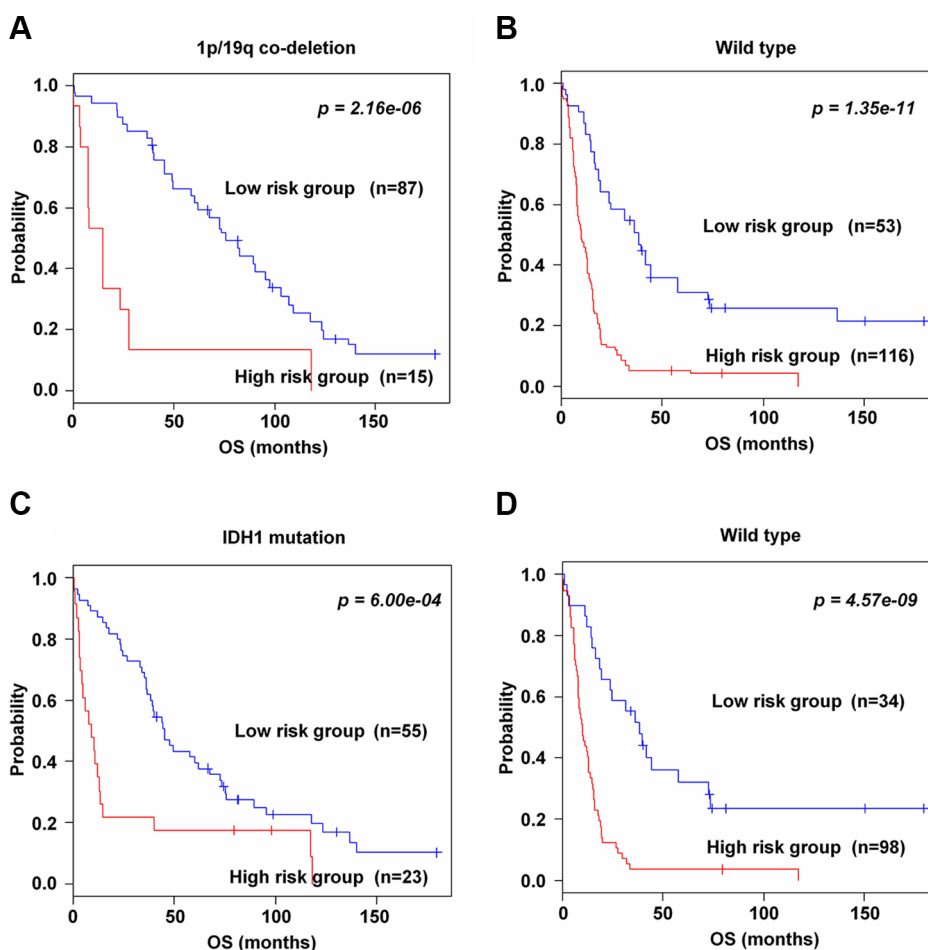 A
1p/19q co-deletion
p = 2.16e-06
Low risk group (n=87)
High risk group (n=15)
Probability
1.0
0.8
0.6
0.4
0.2
0.0
0
50
100
150
OS (months)
B
Wild type
p = 1.35e-11
Low risk group (n=53)
High risk group (n=116)
Probability
1.0
0.8
0.6
0.4
0.2
0.0
0
50
100
150
OS (months)
C
IDH1 mutation
p = 6.00e-04
Low risk group (n=55)
High risk group (n=23)
Probability
1.0
0.8
0.6
0.4
0.2
0.0
0
50
100
150
OS (months)
D
Wild type
p = 4.57e-09
Low risk group (n=34)
High risk group (n=98)
Probability
1.0
0.8
0.6
0.4
0.2
0.0
0
50
100
150
OS (months)